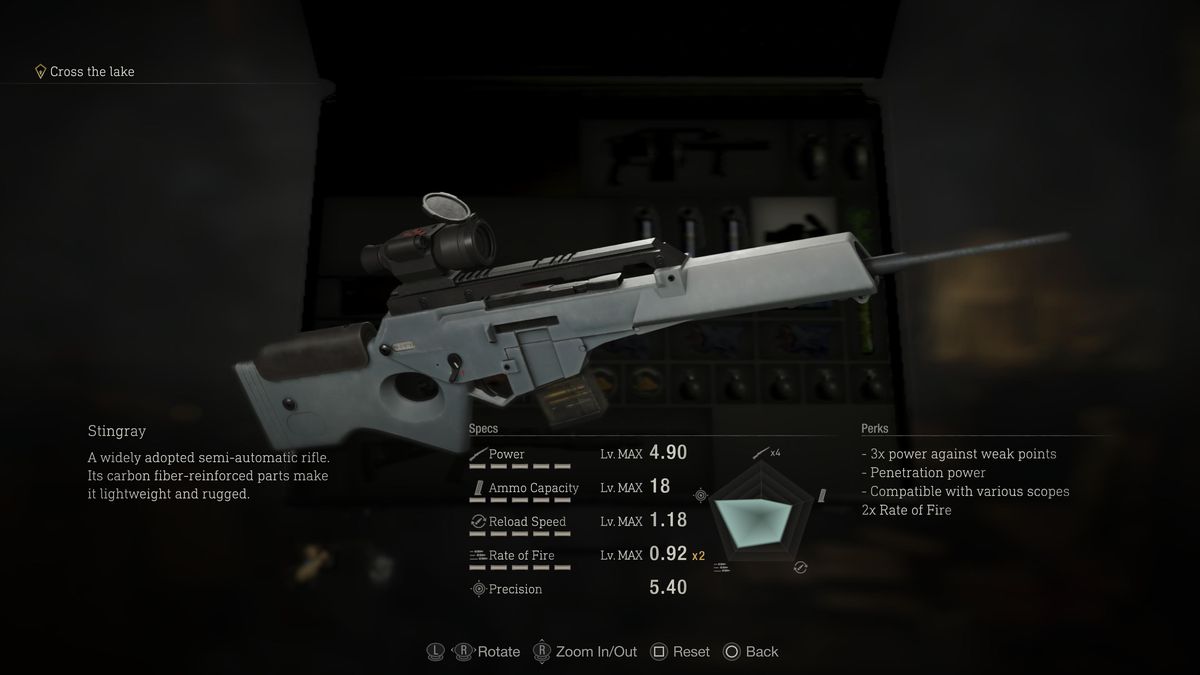 Cross the lake
Stingray
A widely adopted semi-automatic rifle.
Its carbon fiber-reinforced parts make
it lightweight and rugged.
Specs
Power Lv. MAX 4.90
Ammo Capacity Lv. MAX 18
Reload Speed Lv. MAX 1.18
Rate of Fire Lv. MAX 0.92 x2
Precision 5.40
x4
Perks
- 3x power against weak points
- Penetration power
- Compatible with various scopes
2x Rate of Fire
L R Rotate R Zoom In/Out Reset Back